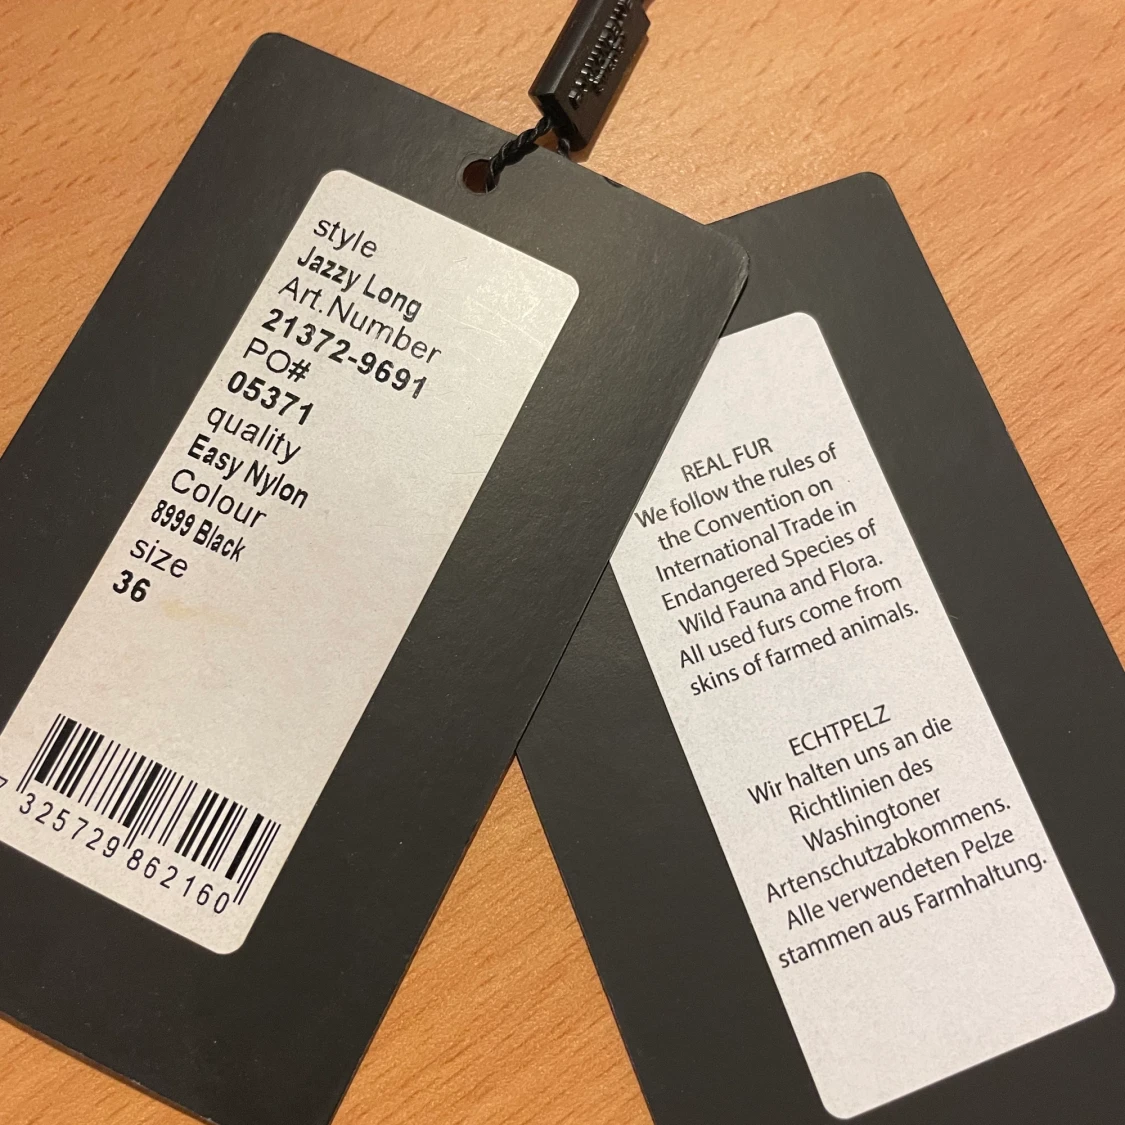 style
Jazzy Long
Art.Number
21372-9691
PO#
05371
quality
Easy Nylon
Colour
8999 Black
size
36
7 325729 862160
REAL FUR
We follow the rules of
the Convention on
International Trade in
Endangered Species of
Wild Fauna and Flora.
All used furs come from
skins of farmed animals.
ECHTPELZ
Wir halten uns an die
Richtlinien des
Washingtoner
Artenschutzabkommens.
Alle verwendeten Pelze
stammen aus Farmhaltung.